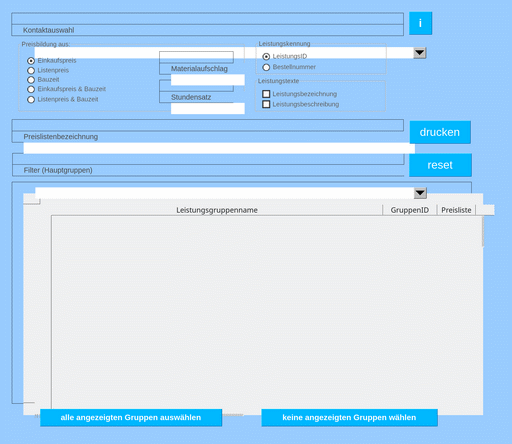 Kontaktauswahl
i
Preisbildung aus:
Einkaufspreis
Listenpreis
Bauzeit
Einkaufspreis & Bauzeit
Listenpreis & Bauzeit
Materialaufschlag
Stundensatz
Leistungskennung
LeistungsID
Bestellnummer
Leistungstexte
Leistungsbezeichnung
Leistungsbeschreibung
Preislistenbezeichnung
drucken
Filter (Hauptgruppen)
reset
Leistungsgruppenname GruppenID Preisliste
alle angezeigten Gruppen auswählen
keine angezeigten Gruppen wählen